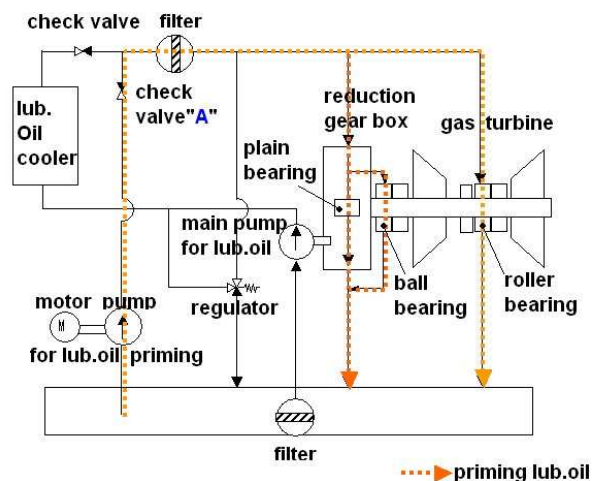 check valve
filter
lub.
Oil
cooler
check
valve"A"
reduction
gear box
gas turbine
plain
bearing
main pump
for lub.oil
ball
bearing
roller
bearing
regulator
motor pump
M
for lub.oil priming
filter
priming lub.oil